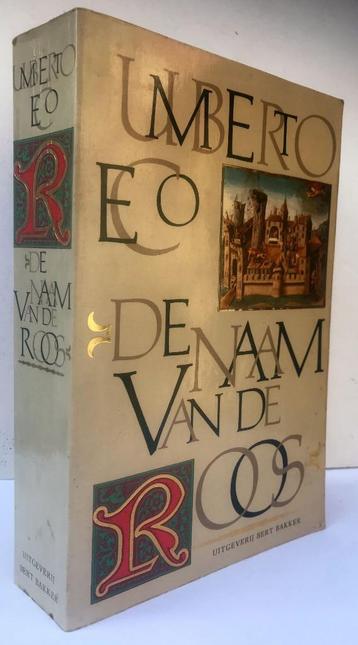 UMBERTO
ECO
R
DE
NAAM
VAN DE
ROOS
UITGEVERIJ
BERT BAKKER
UMBERTO
ECO
DE NAAM
VAN DE
ROOS
R
UITGEVERIJ BERT BAKKER